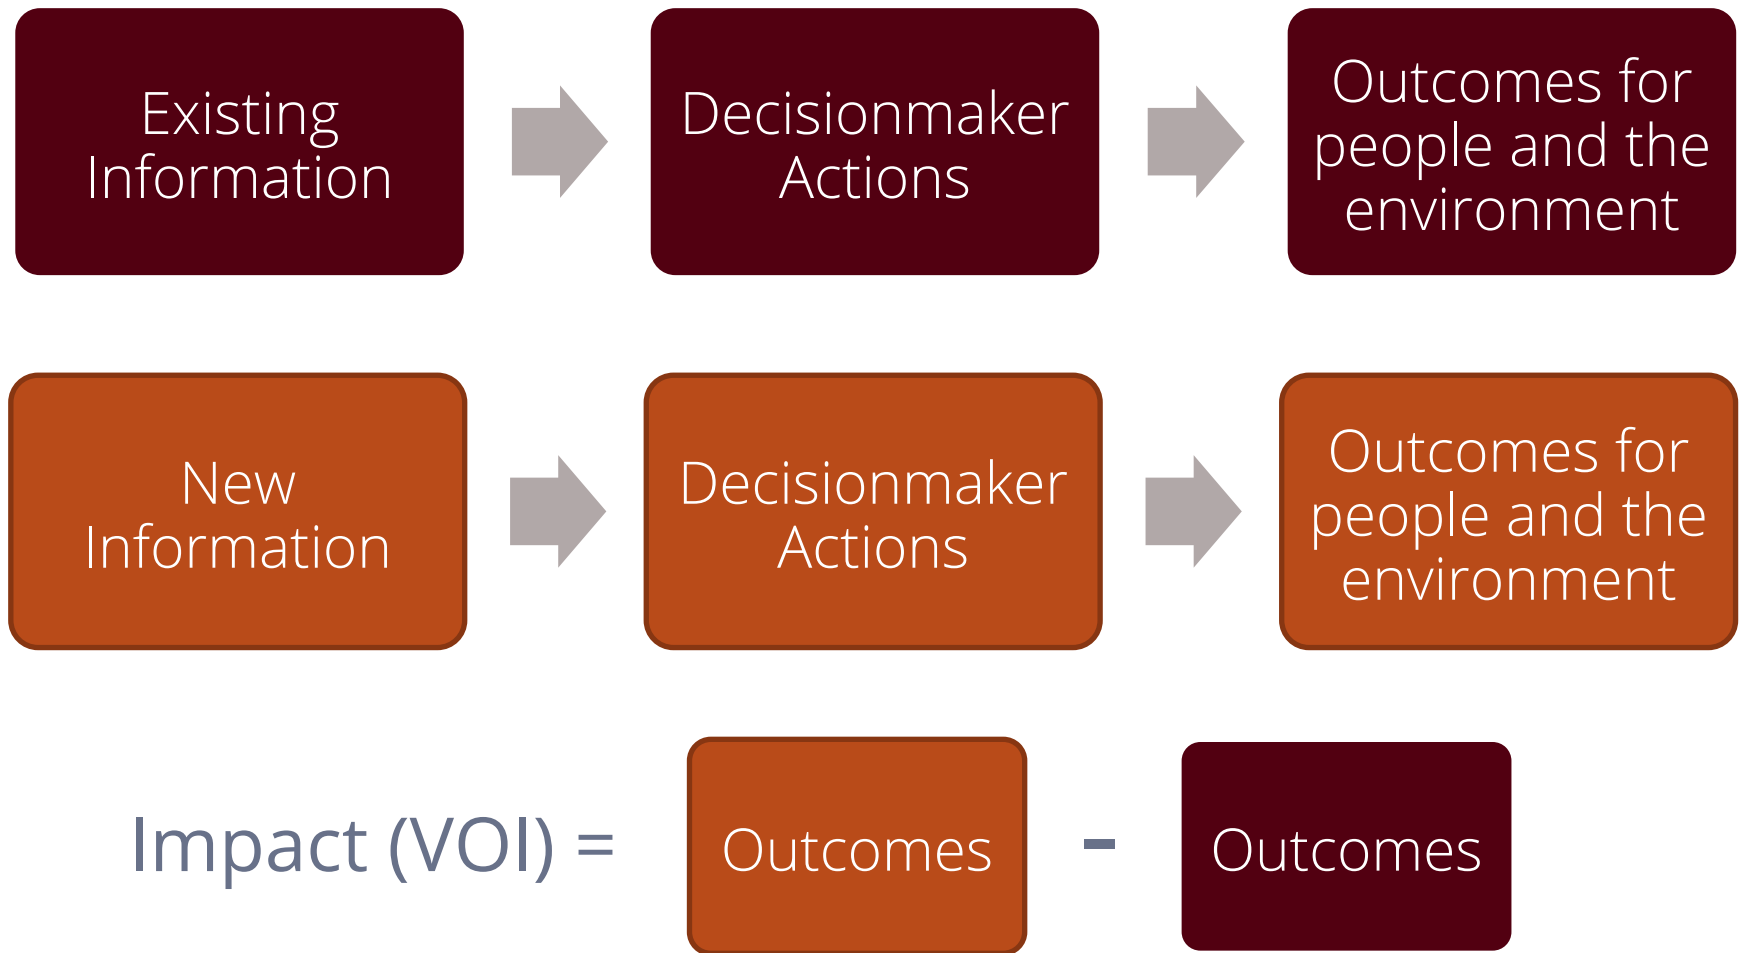 Existing
Information
Decisionmaker
Actions
Outcomes for
people and the
environment
New
Information
Decisionmaker
Actions
Outcomes for
people and the
environment
Impact (VOI) =
Outcomes
-
Outcomes